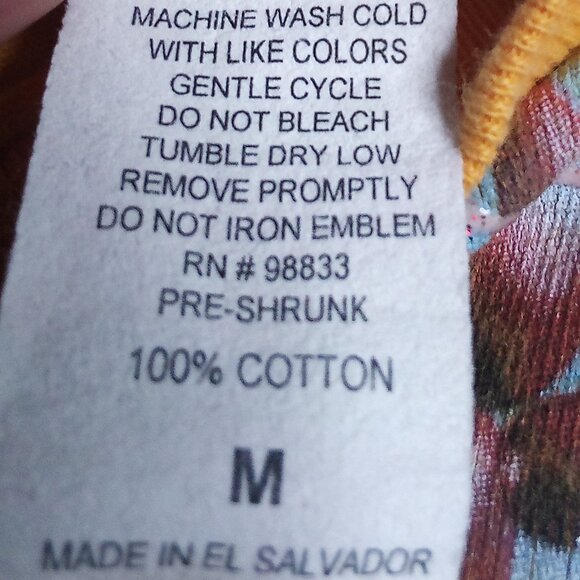 MACHINE WASH COLD
WITH LIKE COLORS
GENTLE CYCLE
DO NOT BLEACH
TUMBLE DRY LOW
REMOVE PROMPTLY
DO NOT IRON EMBLEM
RN # 98833
PRE-SHRUNK
100% COTTON
M
MADE IN EL SALVADOR